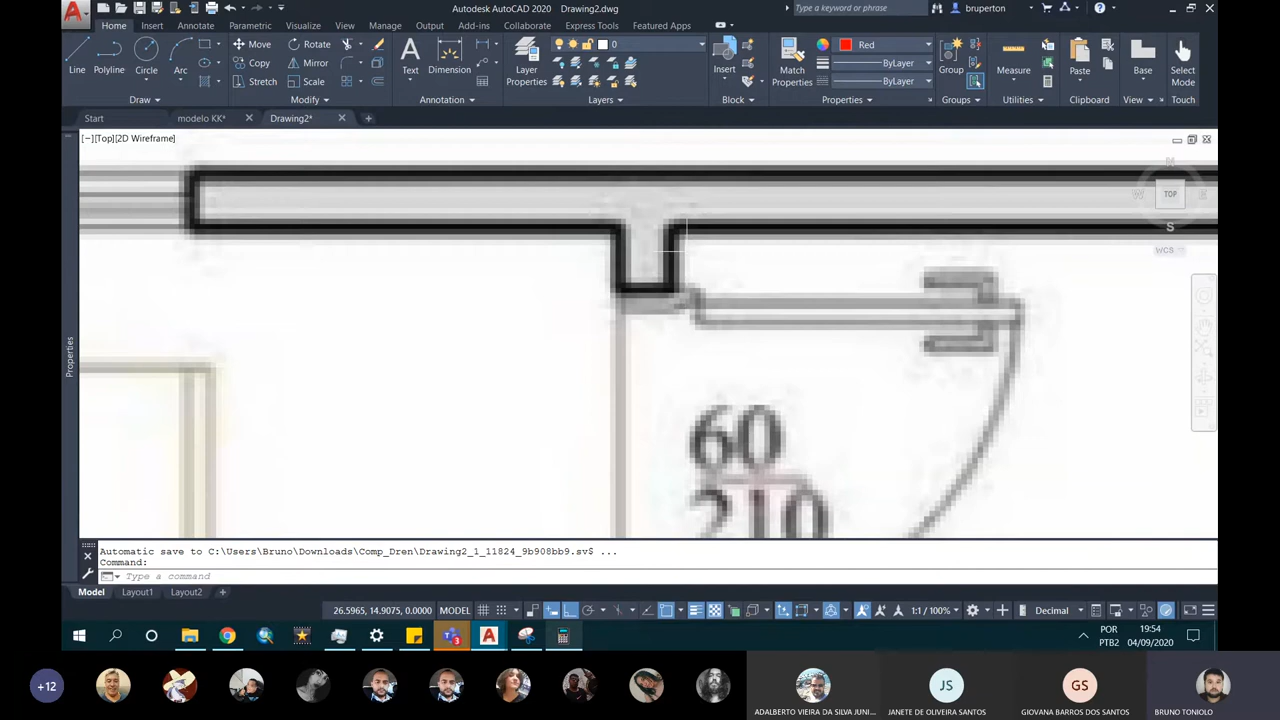 Autodesk AutoCAD 2020 Drawing2.dwg
Type a keyword or phrase
bruperton
Home Insert Annotate Parametric Visualize View Manage Output Add-ins Collaborate Express Tools Featured Apps
Line Polyline Circle Arc
Move Rotate
Copy Mirror
Stretch Scale
Text Dimension
Layer Properties
0
Insert
Match Properties
Red
ByLayer
ByLayer
Group
Measure
Paste
Base
Select Mode
Draw Modify Annotation Layers Block Properties Groups Utilities Clipboard View Touch
Start modelo KK* Drawing2*
[−][Top][2D Wireframe]
W TOP E
S
WCS
Properties
60
210
Automatic save to C:\Users\Bruno\Downloads\Comp_Dren\Drawing2_1_11824_9b908bb9.sv$ ...
Command:
Type a command
Model Layout1 Layout2
26.5965, 14.9075, 0.0000 MODEL 1:1 / 100% Decimal
POR 19:54
PTB2 04/09/2020
3
+12
JS
GS
ADALBERTO VIEIRA DA SILVA JUNI... JANETE DE OLIVEIRA SANTOS GIOVANA BARROS DOS SANTOS BRUNO TONIOLO